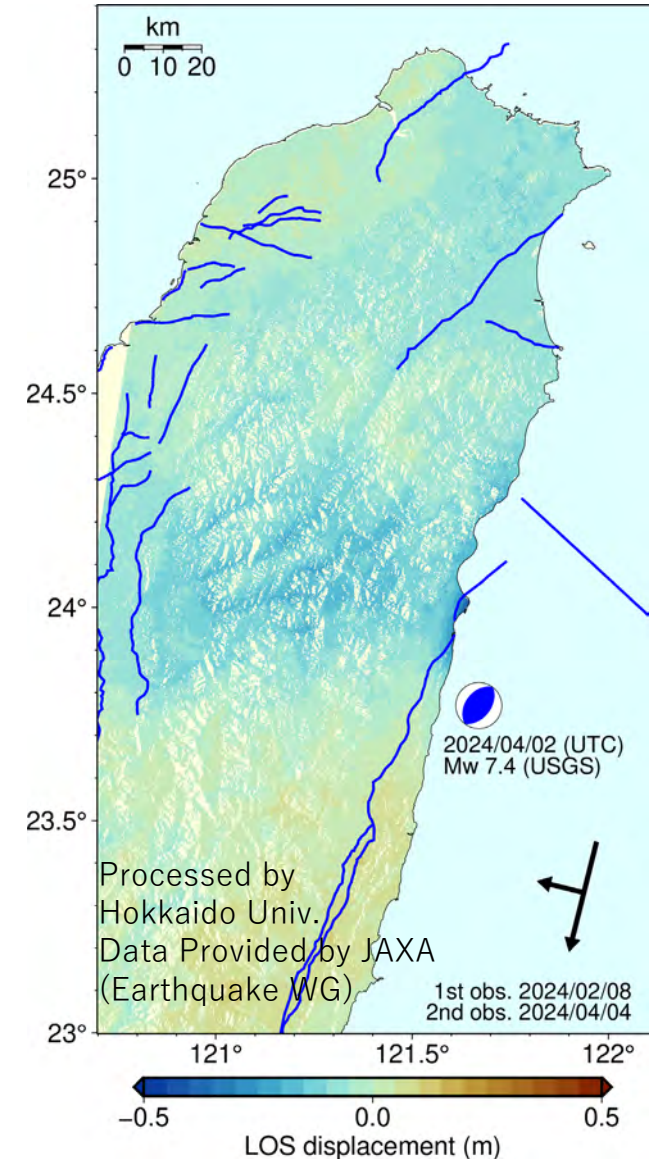 km
0 10 20
25°
24.5°
24°
23.5°
23°
2024/04/02 (UTC)
Mw 7.4 (USGS)
Processed by
Hokkaido Univ.
Data Provided by JAXA
(Earthquake WG)
1st obs. 2024/02/08
2nd obs. 2024/04/04
121° 121.5° 122°
−0.5 0.0 0.5
LOS displacement (m)